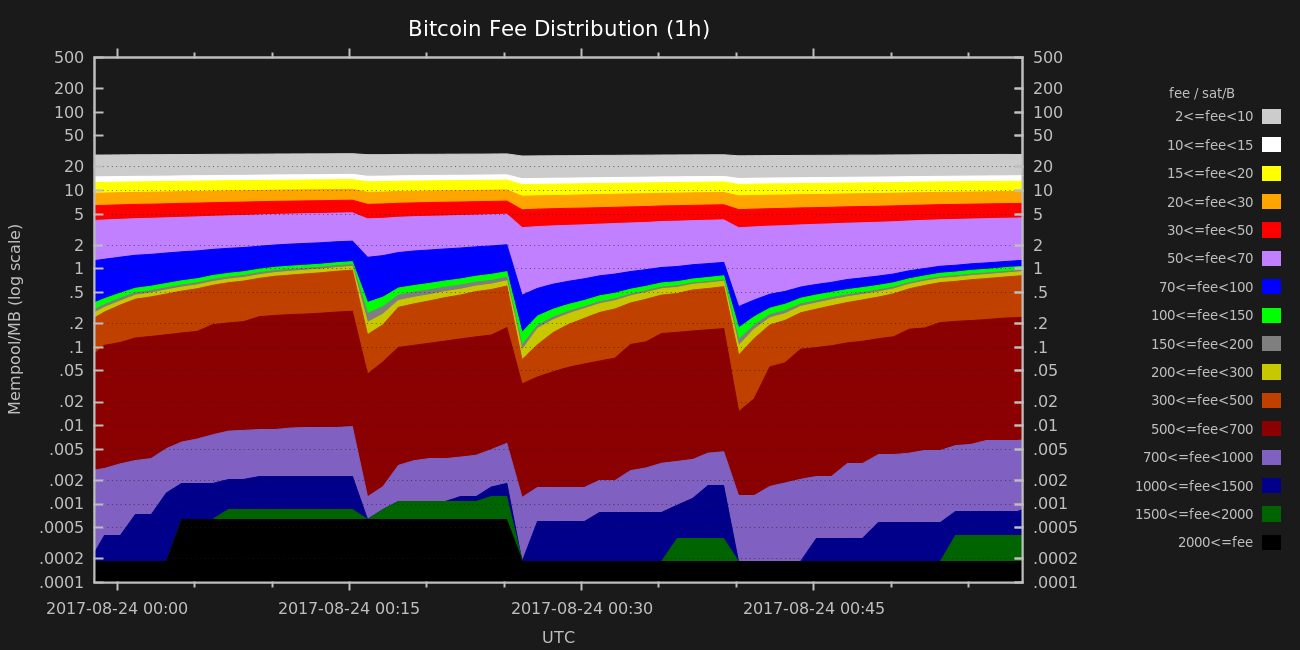 Bitcoin Fee Distribution (1h)
500 500
200 200
100 100
50 50
20 20
10 10
5 5
2 2
1 1
.5 .5
.2 .2
.1 .1
.05 .05
.02 .02
.01 .01
.005 .005
.002 .002
.001 .001
.0005 .0005
.0002 .0002
.0001 .0001
Mempool/MB (log scale)
2017-08-24 00:00 2017-08-24 00:15 2017-08-24 00:30 2017-08-24 00:45
UTC
fee / sat/B
2<=fee<10
10<=fee<15
15<=fee<20
20<=fee<30
30<=fee<50
50<=fee<70
70<=fee<100
100<=fee<150
150<=fee<200
200<=fee<300
300<=fee<500
500<=fee<700
700<=fee<1000
1000<=fee<1500
1500<=fee<2000
2000<=fee